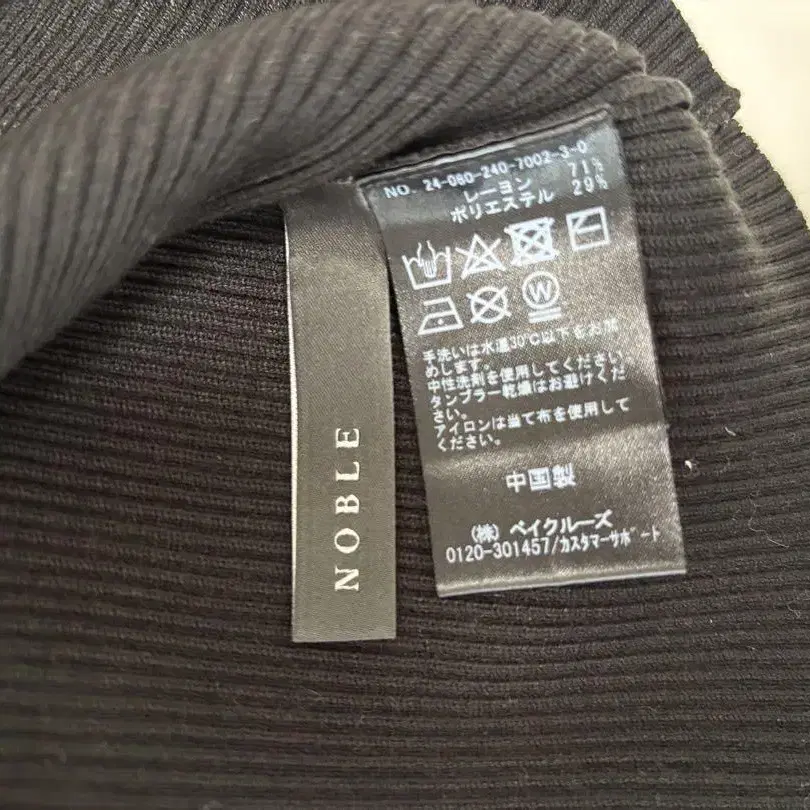 NO. 24-080-240-7002-3-0
レーヨン 71%
ポリエステル 29%
W
手洗いは水温30℃以下をお薦
めします。
中性洗剤を使用してください。
タンブラー乾燥はお避けくだ
さい。
アイロンは当て布を使用して
ください。
中国製
(株) ベイクルーズ
0120-301457/カスタマーサポート
NOBLE